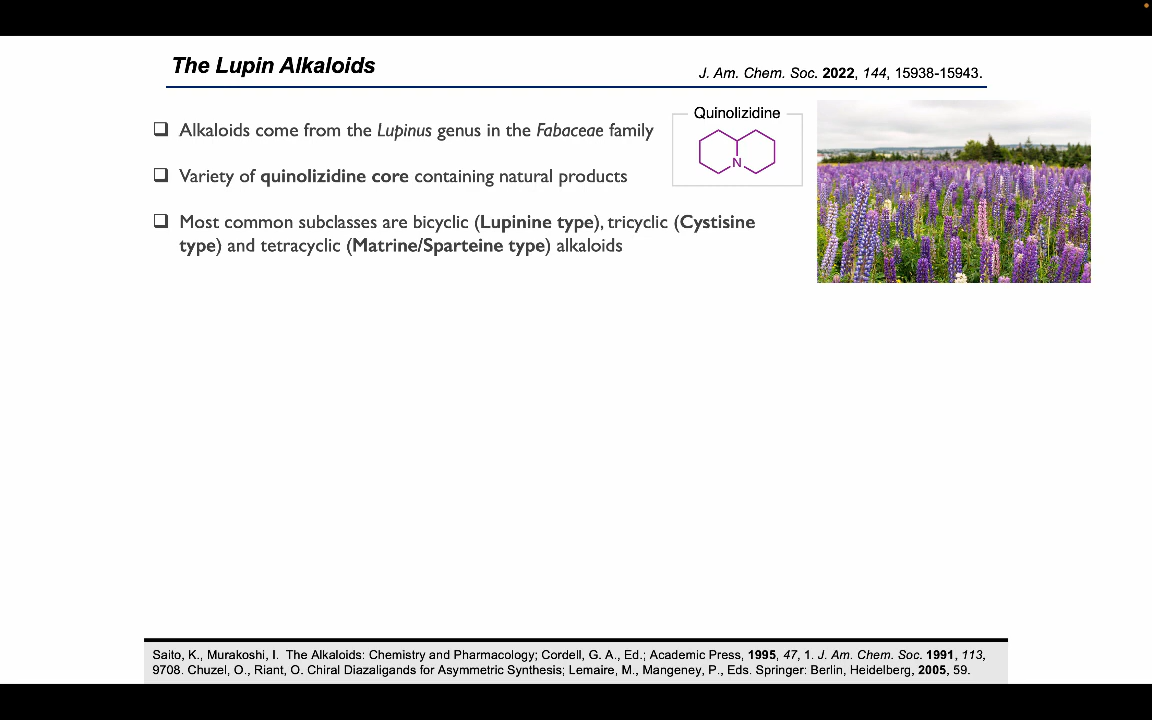 The Lupin Alkaloids
J. Am. Chem. Soc. 2022, 144, 15938-15943.
❑ Alkaloids come from the Lupinus genus in the Fabaceae family
Quinolizidine
N
❑ Variety of quinolizidine core containing natural products
❑ Most common subclasses are bicyclic (Lupinine type), tricyclic (Cystisine
type) and tetracyclic (Matrine/Sparteine type) alkaloids
Saito, K., Murakoshi, I. The Alkaloids: Chemistry and Pharmacology; Cordell, G. A., Ed.; Academic Press, 1995, 47, 1. J. Am. Chem. Soc. 1991, 113,
9708. Chuzel, O., Riant, O. Chiral Diazaligands for Asymmetric Synthesis; Lemaire, M., Mangeney, P., Eds. Springer: Berlin, Heidelberg, 2005, 59.